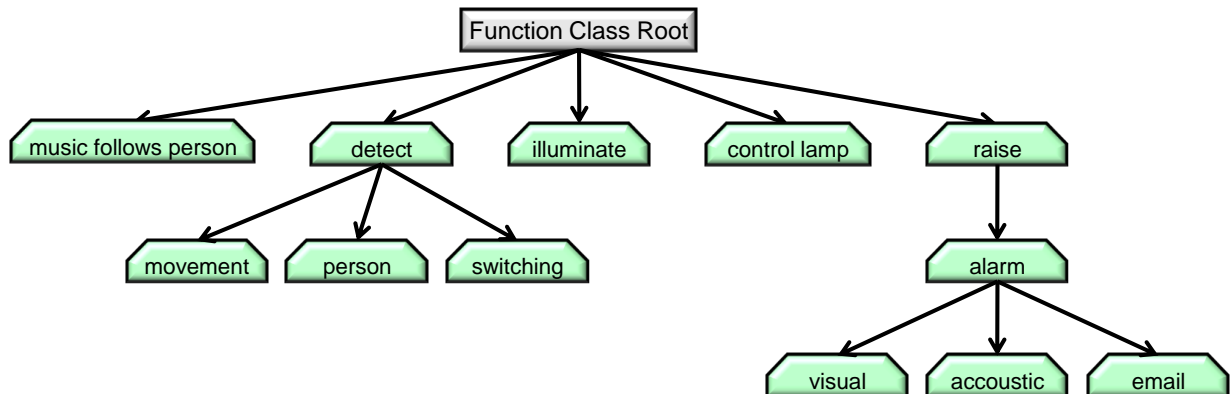 Function Class Root
music follows person
detect
illuminate
control lamp
raise
movement
person
switching
alarm
visual
accoustic
email